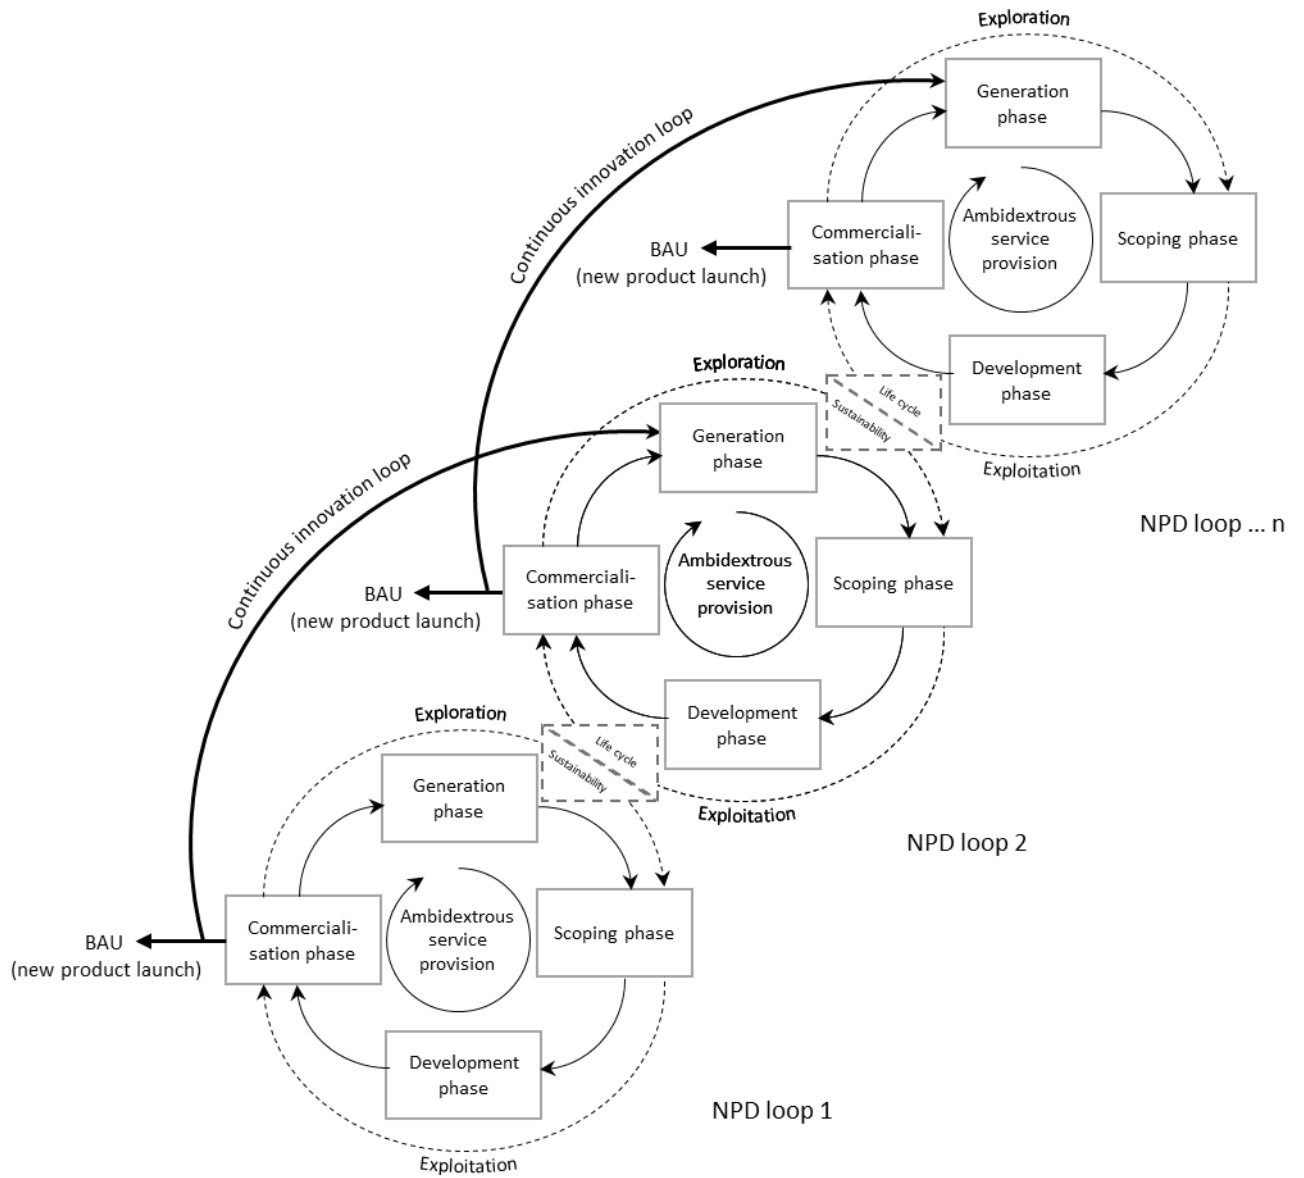 Exploration
Generation
phase
Continuous innovation loop
Ambidextrous
service
provision
Commerciali-
sation phase
Scoping phase
BAU
(new product launch)
Development
phase
Exploitation
Life cycle
Sustainability
NPD loop ... n
Exploration
Generation
phase
Continuous innovation loop
Ambidextrous
service
provision
Commerciali-
sation phase
Scoping phase
BAU
(new product launch)
Development
phase
Exploitation
Life cycle
Sustainability
NPD loop 2
Exploration
Generation
phase
Ambidextrous
service
provision
Commerciali-
sation phase
Scoping phase
BAU
(new product launch)
Development
phase
Exploitation
NPD loop 1